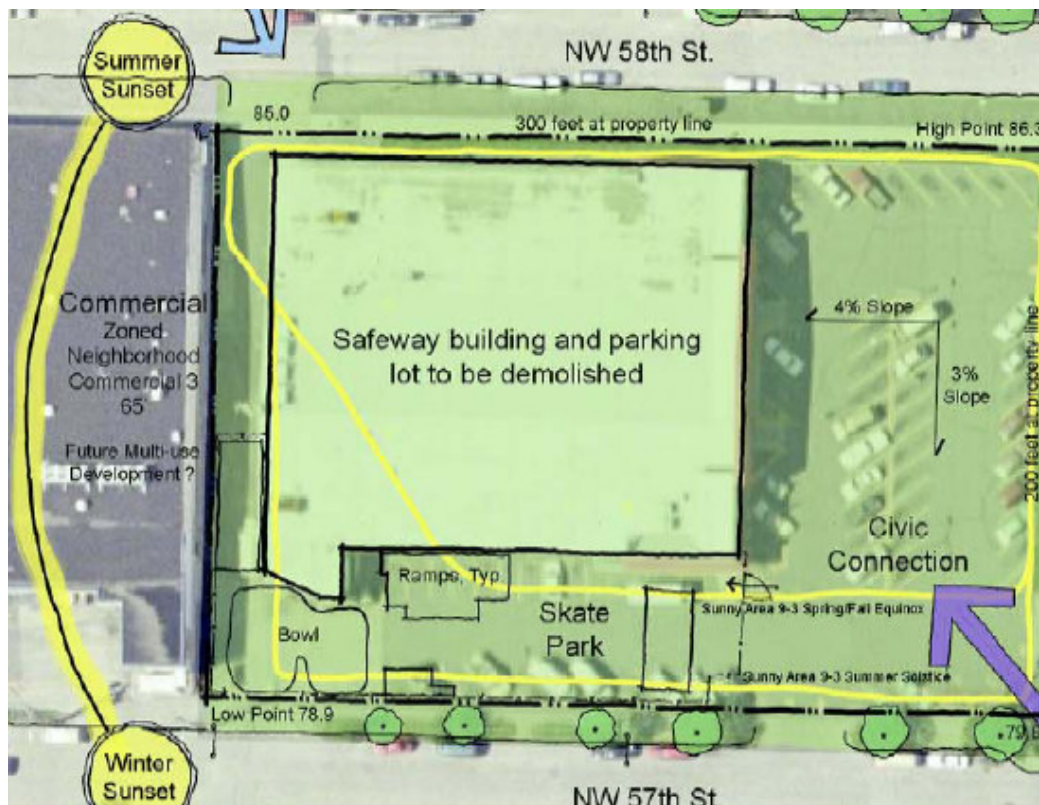 Summer
Sunset
NW 58th St.
85.0
300 feet at property line
High Point 86.3
Commercial
Zoned
Neighborhood
Commercial 3
65'
Future Multi-use
Development ?
Safeway building and parking
lot to be demolished
4% Slope
3%
Slope
200 feet at property line
Civic
Connection
Ramps, Typ
Bowl
Skate
Park
Sunny Area 9-3 Spring/Fall Equinox
Sunny Area 9-3 Summer Solstice
Low Point 78.9
Winter
Sunset
NW 57th St